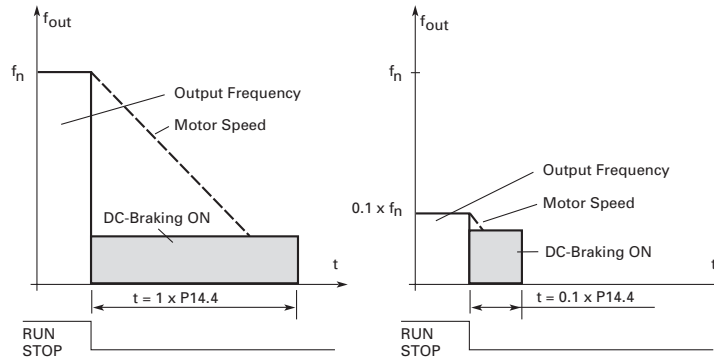 fout
fn
Output Frequency
Motor Speed
DC-Braking ON
t
t = 1 x P14.4
RUN
STOP
fout
fn
Output Frequency
0.1 x fn
Motor Speed
DC-Braking ON
t
t = 0.1 x P14.4
RUN
STOP